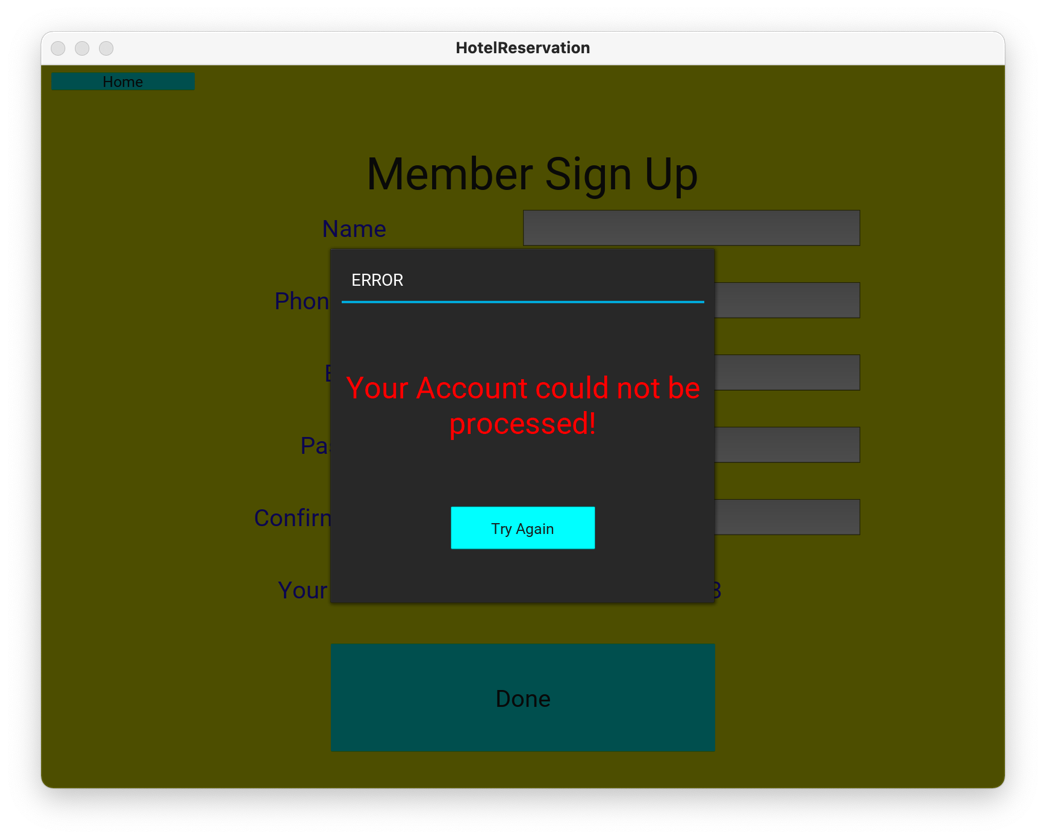 HotelReservation
Home
Member Sign Up
Name
Phon
Pa
Confirn
Your
3
ERROR
Your Account could not be
processed!
Try Again
Done